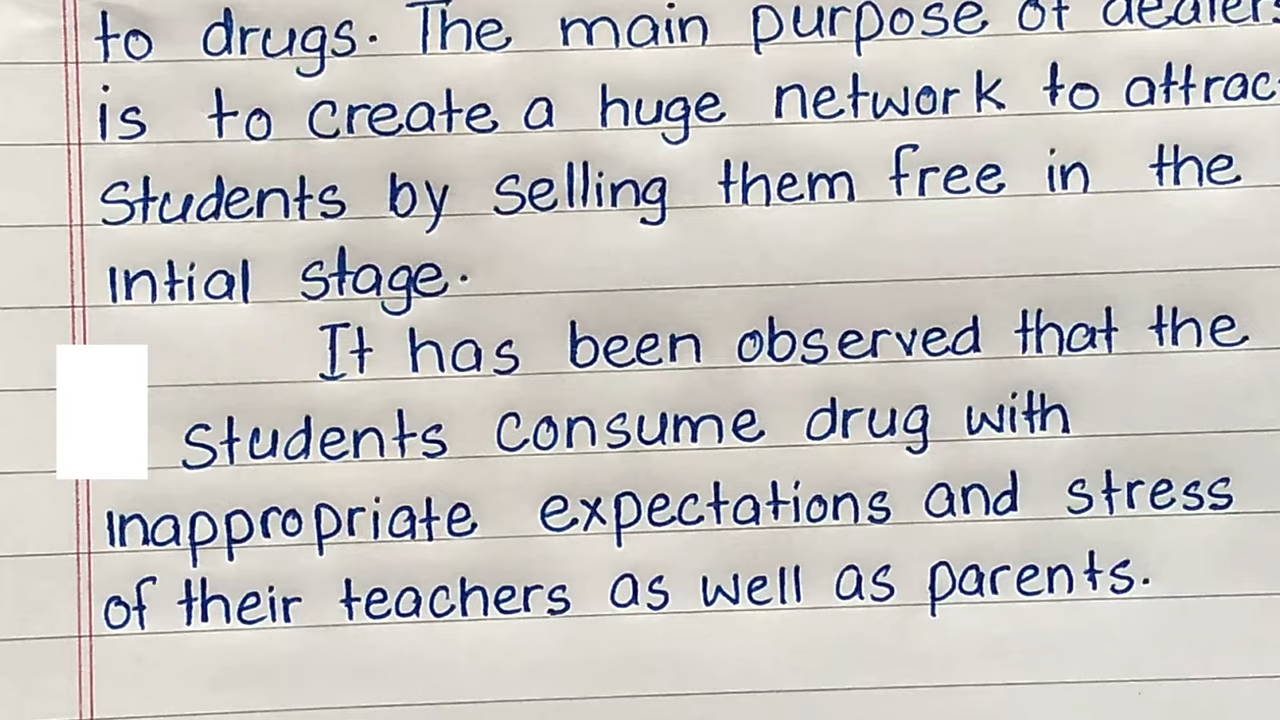 to drugs. The main purpose of dealers
is to create a huge network to attrac
Students by selling them free in the
Intial stage.
It has been observed that the
Students consume drug with
inappropriate expectations and stress
of their teachers as well as parents.